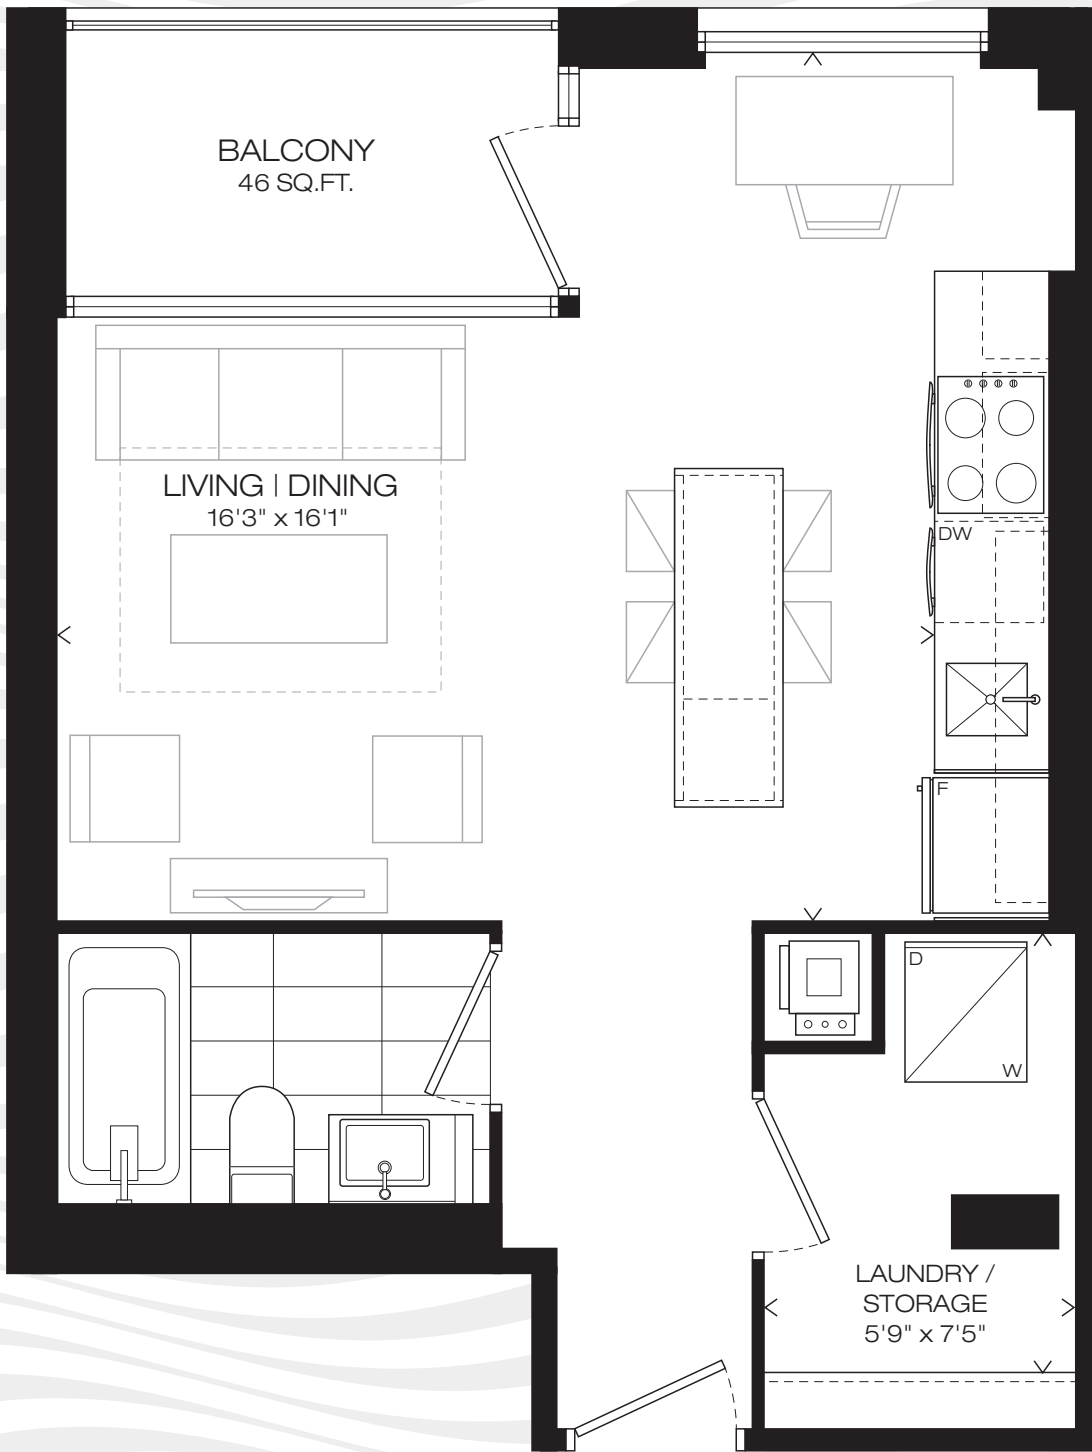 BALCONY
46 SQ.FT.
LIVING | DINING
16'3" x 16'1"
DW
F
D
W
LAUNDRY /
STORAGE
5'9" x 7'5"